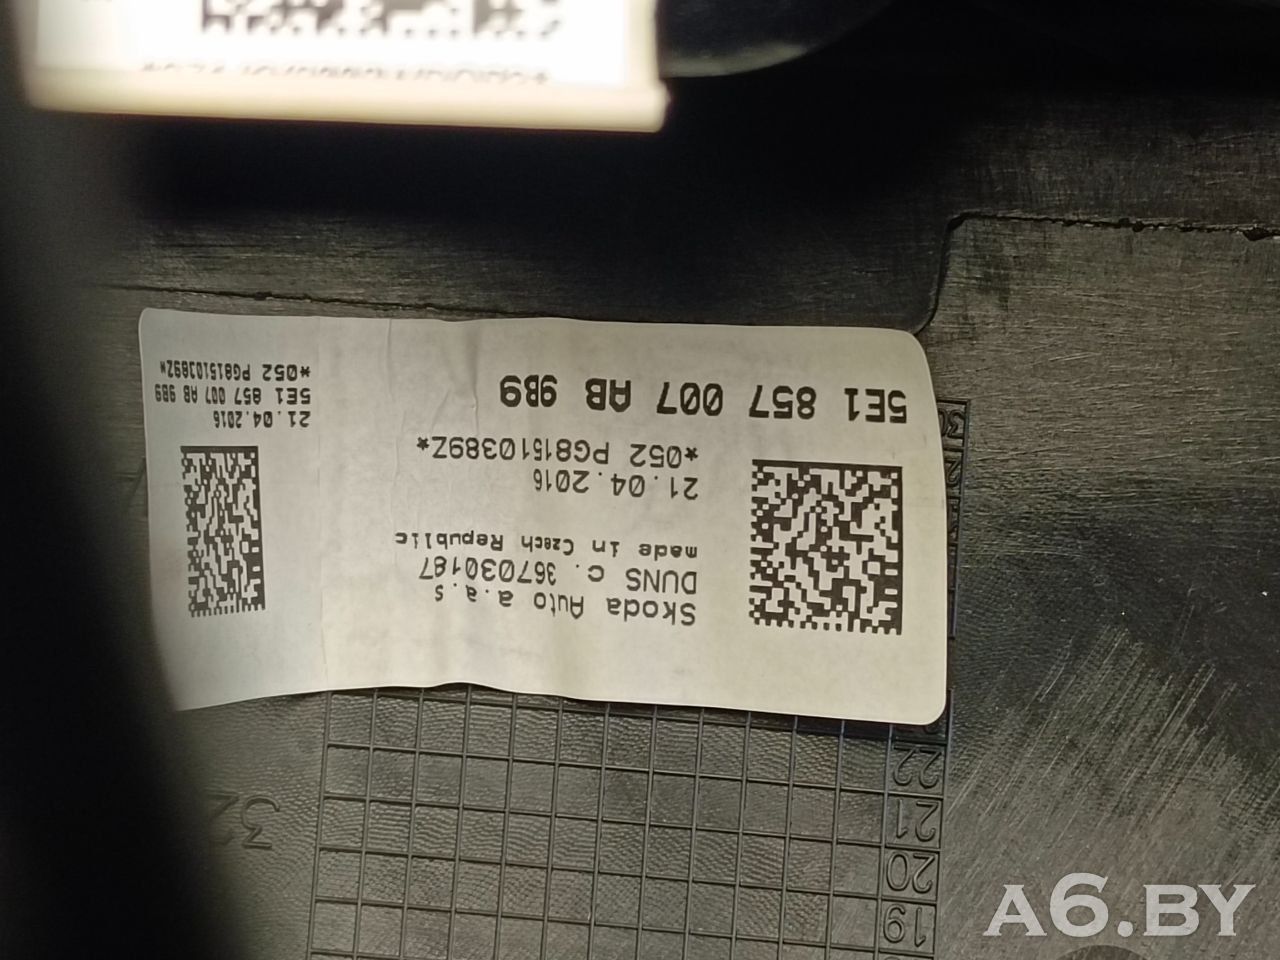 5E1 857 007 AB 9B9
*052 PG81510389Z*
21.04.2016
made in Czech Republic
DUNS c. 367030187
Skoda Auto a.a.s
21.04.2016
5E1 857 007 AB 9B9
*052 PG81510389Z*
22
21
20
19
32
A6.BY